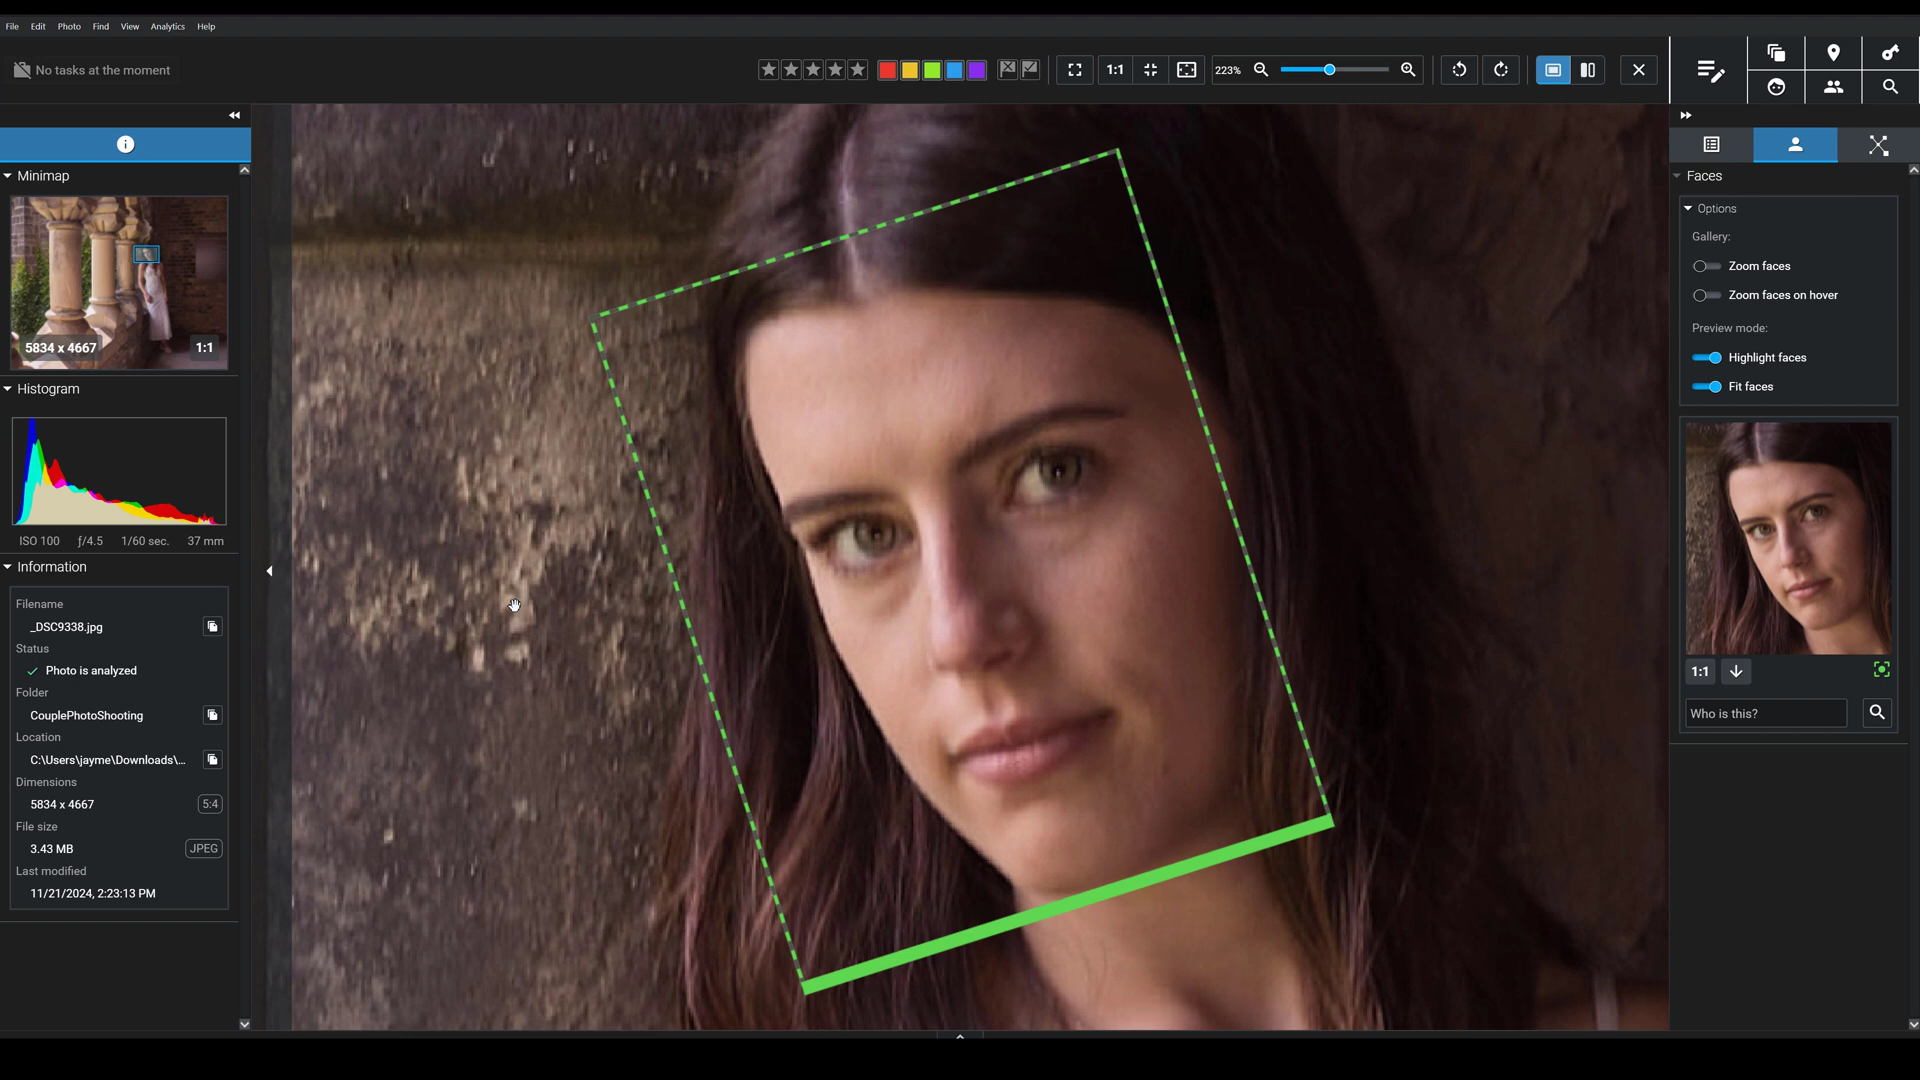 File Edit Photo Find View Analytics Help
No tasks at the moment
1:1
223%
Minimap
5834 x 4667
1:1
Histogram
ISO 100 ƒ/4.5 1/60 sec. 37 mm
Information
Filename
_DSC9338.jpg
Status
Photo is analyzed
Folder
CouplePhotoShooting
Location
C:\Users\jayme\Downloads\...
Dimensions
5834 x 4667 5:4
File size
3.43 MB JPEG
Last modified
11/21/2024, 2:23:13 PM
Faces
Options
Gallery:
Zoom faces
Zoom faces on hover
Preview mode:
Highlight faces
Fit faces
1:1
Who is this?